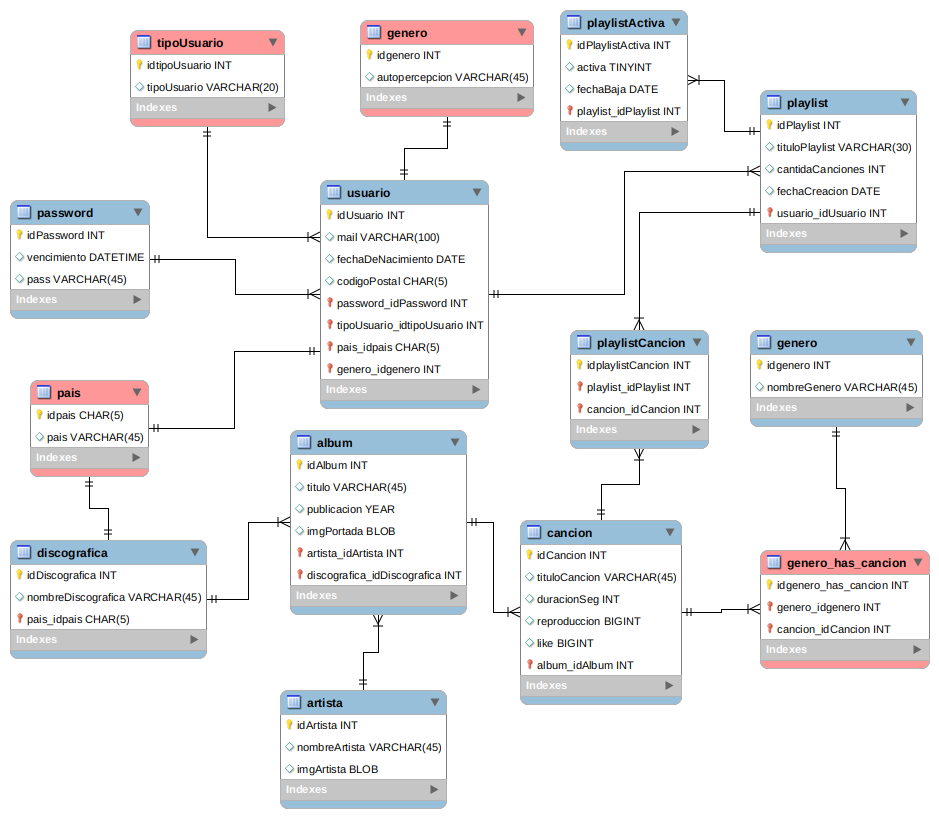 tipoUsuario
idtipoUsuario INT
tipoUsuario VARCHAR(20)
Indexes
genero
idgenero INT
autopercepcion VARCHAR(45)
Indexes
playlistActiva
idPlaylistActiva INT
activa TINYINT
fechaBaja DATE
playlist_idPlaylist INT
Indexes
playlist
idPlaylist INT
tituloPlaylist VARCHAR(30)
cantidaCanciones INT
fechaCreacion DATE
usuario_idUsuario INT
Indexes
password
idPassword INT
vencimiento DATETIME
pass VARCHAR(45)
Indexes
usuario
idUsuario INT
mail VARCHAR(100)
fechaDeNacimiento DATE
codigoPostal CHAR(5)
password_idPassword INT
tipoUsuario_idtipoUsuario INT
pais_idpais CHAR(5)
genero_idgenero INT
Indexes
playlistCancion
idplaylistCancion INT
playlist_idPlaylist INT
cancion_idCancion INT
Indexes
genero
idgenero INT
nombreGenero VARCHAR(45)
Indexes
pais
idpais CHAR(5)
pais VARCHAR(45)
Indexes
album
idAlbum INT
titulo VARCHAR(45)
publicacion YEAR
imgPortada BLOB
artista_idArtista INT
discografica_idDiscografica INT
Indexes
discografica
idDiscografica INT
nombreDiscografica VARCHAR(45)
pais_idpais CHAR(5)
Indexes
cancion
idCancion INT
tituloCancion VARCHAR(45)
duracionSeg INT
reproduccion BIGINT
like BIGINT
album_idAlbum INT
Indexes
genero_has_cancion
idgenero_has_cancion INT
genero_idgenero INT
cancion_idCancion INT
Indexes
artista
idArtista INT
nombreArtista VARCHAR(45)
imgArtista BLOB
Indexes